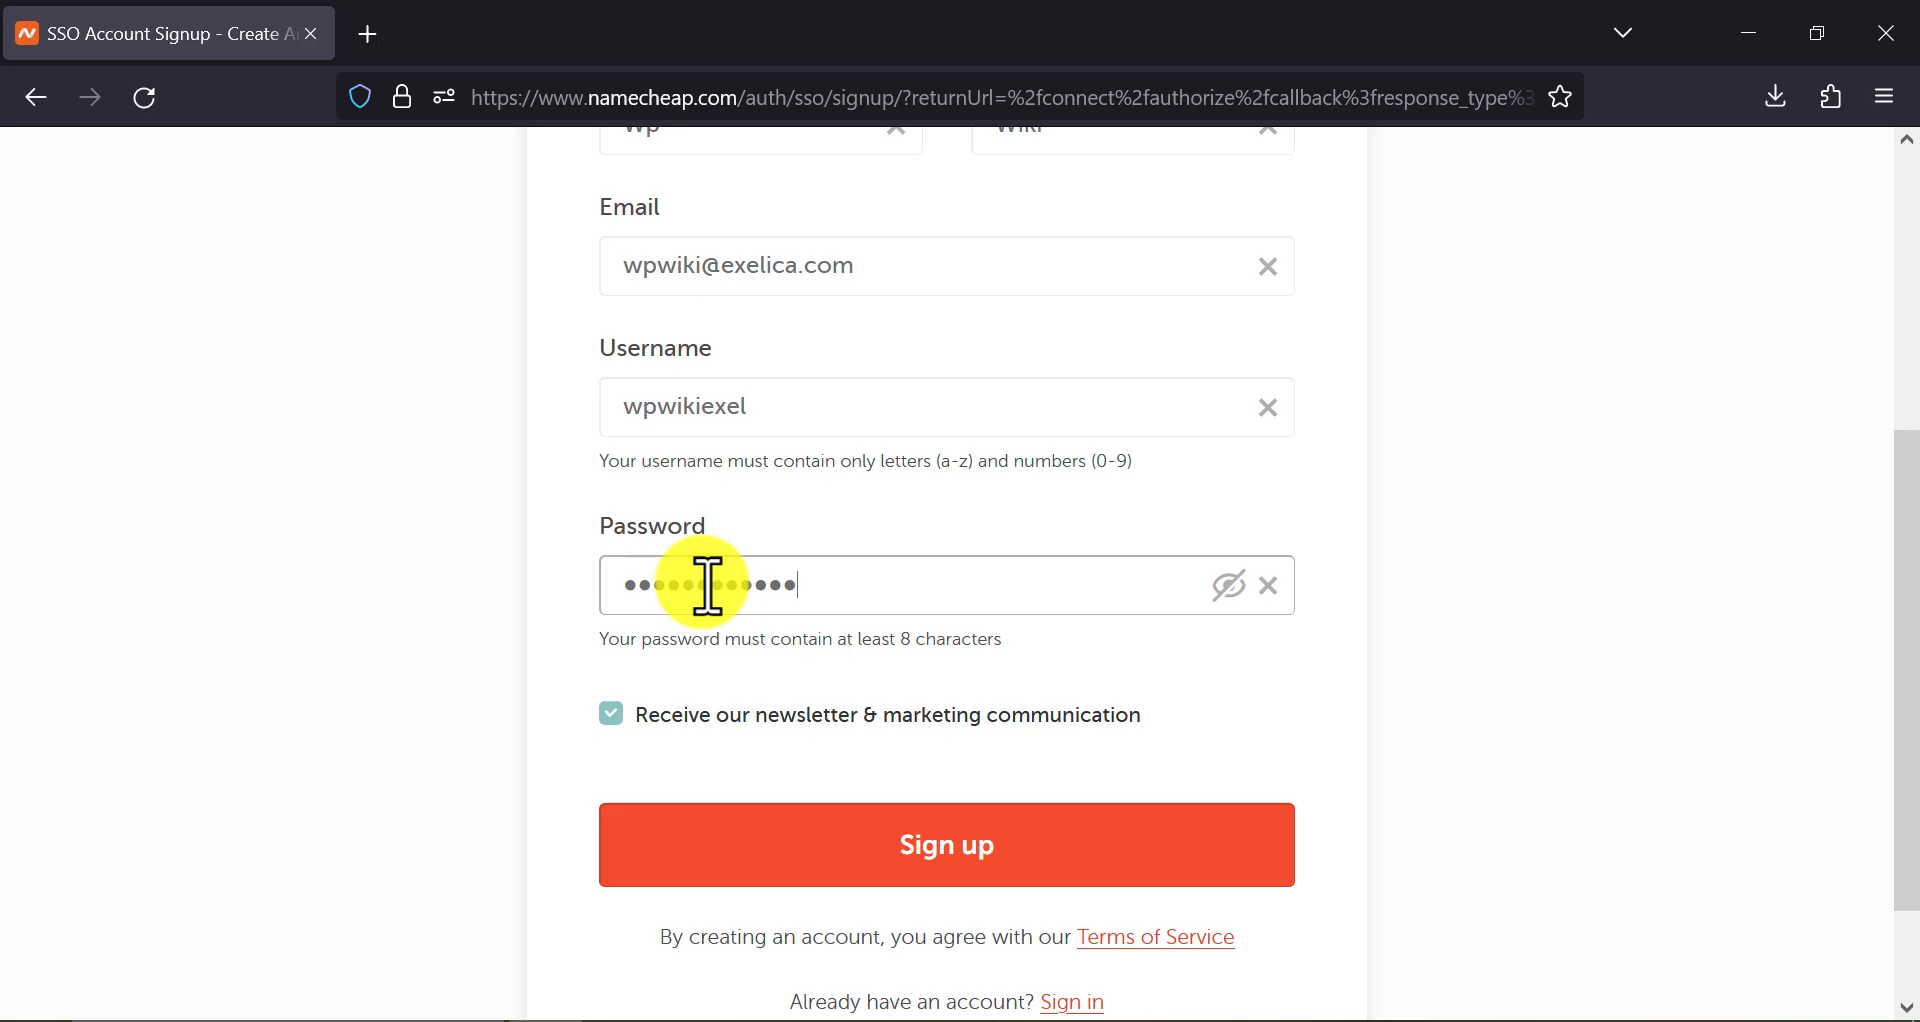 SSO Account Signup - Create A
https://www.namecheap.com/auth/sso/signup/?returnUrl=%2fconnect%2fauthorize%2fcallback%3fresponse_type%3
Wp Wiki
Email
wpwiki@exelica.com
Username
wpwikiexel
Your username must contain only letters (a-z) and numbers (0-9)
Password
Your password must contain at least 8 characters
Receive our newsletter & marketing communication
Sign up
By creating an account, you agree with our Terms of Service
Already have an account? Sign in